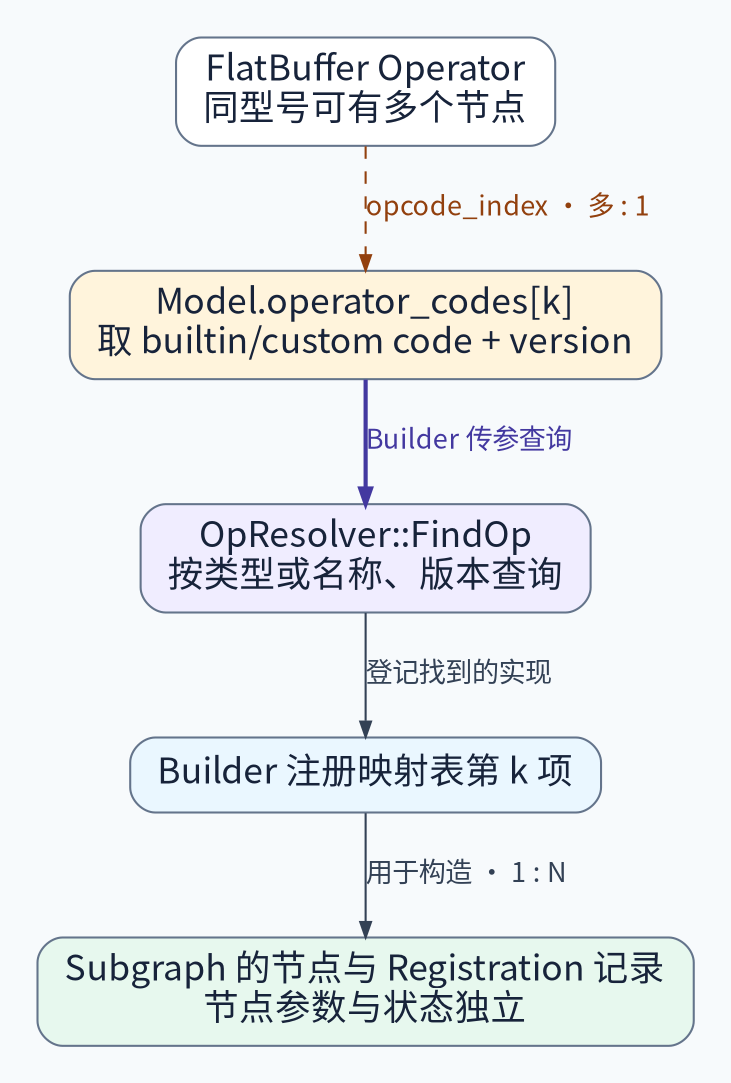 FlatBuffer Operator
同型号可有多个节点
opcode_index · 多 : 1
Model.operator_codes[k]
取 builtin/custom code + version
Builder 传参查询
OpResolver::FindOp
按类型或名称、版本查询
登记找到的实现
Builder 注册映射表第 k 项
用于构造 · 1 : N
Subgraph 的节点与 Registration 记录
节点参数与状态独立